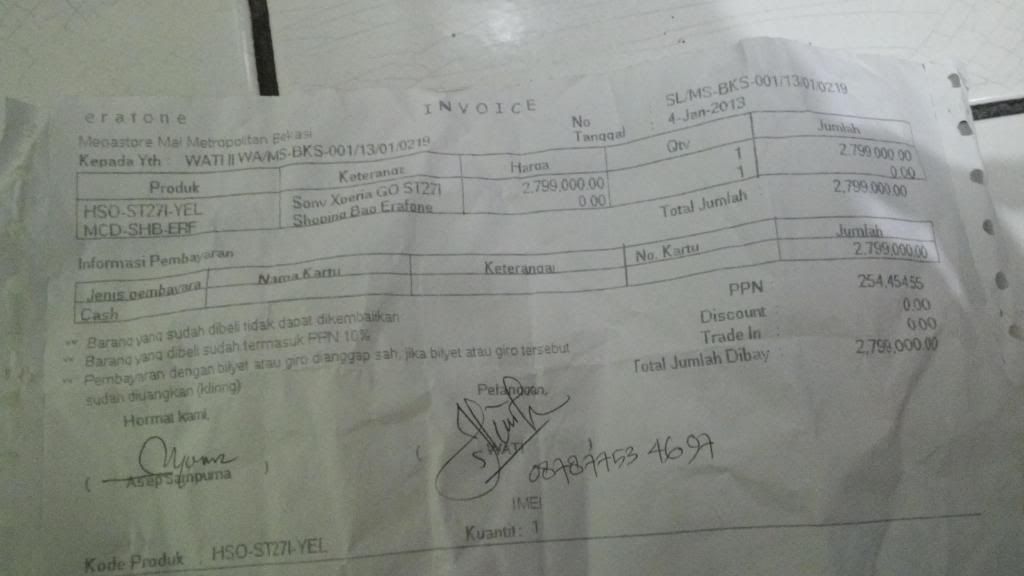 erafone
INVOICE
Megastore Mal Metropolitan Bekasi
No : SL/MS-BKS-001/13/01/0219
Tanggal : 4-Jan-2013
Kepada Yth : WATI II WA/MS-BKS-001/13/01/0219
Produk Keterangan Harga Qty Jumlah
HSO-ST27I-YEL Sony Xperia GO ST27I 2.799.000.00 1 2.799.000.00
MCD-SHB-ERF Shoping Bag Erafone 0.00 1 0.00
Total Jumlah : 2,799,000.00
Informasi Pembayaran
Jenis pembayara Nama Kartu Keterangan No. Kartu Jumlah
Cash 2.799,000.00
PPN : 254,454.55
Discount : 0.00
Trade In : 0.00
Total Jumlah Dibay : 2,799,000.00
** Barang yang sudah dibeli tidak dapat dikembalikan
** Barang yang dibeli sudah termasuk PPN 10%
** Pembayaran dengan bilyet atau giro dianggap sah, jika bilyet atau giro tersebut
sudah diuangkan (kliring)
Hormat kami, Pelanggan,
( Asep Sampurna ) ( WATI )
087877534697
IMEI
Kode Produk : HSO-ST27I-YEL Kuantit : 1